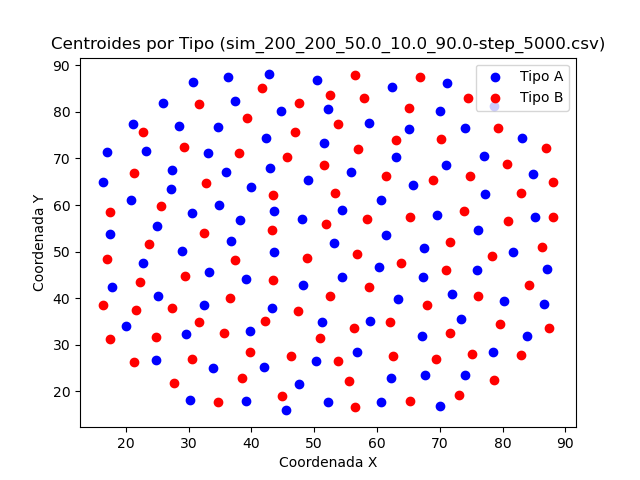 Centroides por Tipo (sim_200_200_50.0_10.0_90.0-step_5000.csv)
Tipo A
Tipo B
90
80
70
60
50
40
30
20
Coordenada Y
20 30 40 50 60 70 80 90
Coordenada X